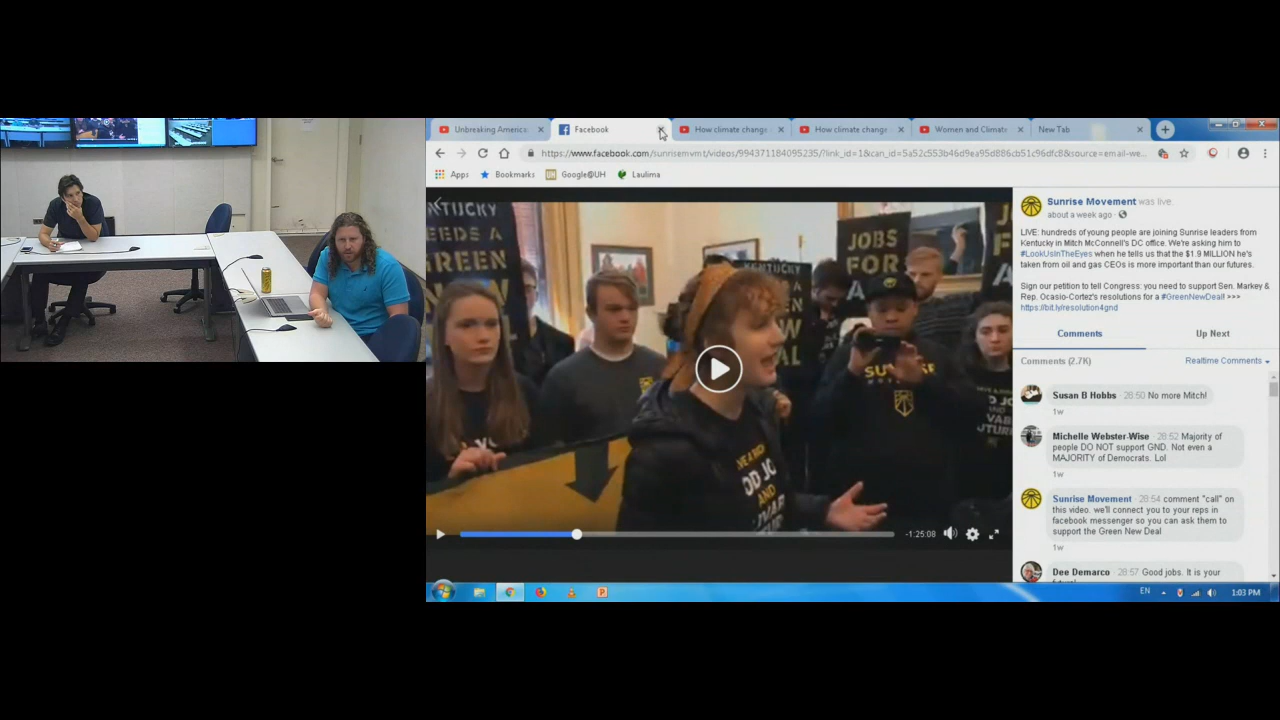 Unbreaking America:
Facebook
How climate change
How climate change
Women and Climate
New Tab
https://www.facebook.com/sunrisemvmt/videos/994371184095235/?link_id=1&can_id=5a52c553b46d9ea95d886cb51c96dfc8&source=email-we...
Apps
Bookmarks
Google@UH
Laulima
NTUCKY
EEDS A
GREEN
NEW
KENTUCKY
JOBS
FOR
A
SUNRISE
Sunrise Movement was live.
about a week ago
LIVE: hundreds of young people are joining Sunrise leaders from
Kentucky in Mitch McConnell's DC office. We're asking him to
#LookUsInTheEyes when he tells us that the $1.9 MILLION he's
taken from oil and gas CEOs is more important than our futures.
Sign our petition to tell Congress: you need to support Sen. Markey &
Rep. Ocasio-Cortez's resolutions for a #GreenNewDeal! >>>
https://bit.ly/resolution4gnd
Comments
Up Next
Comments (2.7K)
Realtime Comments
Susan B Hobbs · 28:50 No more Mitch!
1w
Michelle Webster-Wise · 28:52 Majority of
people DO NOT support GND. Not even a
MAJORITY of Democrats. Lol
1w
Sunrise Movement · 28:54 comment "call" on
this video. we'll connect you to your reps in
facebook messenger so you can ask them to
support the Green New Deal
1w
Dee Demarco · 28:57 Good jobs. It is your
-1:25:08
EN
1:03 PM